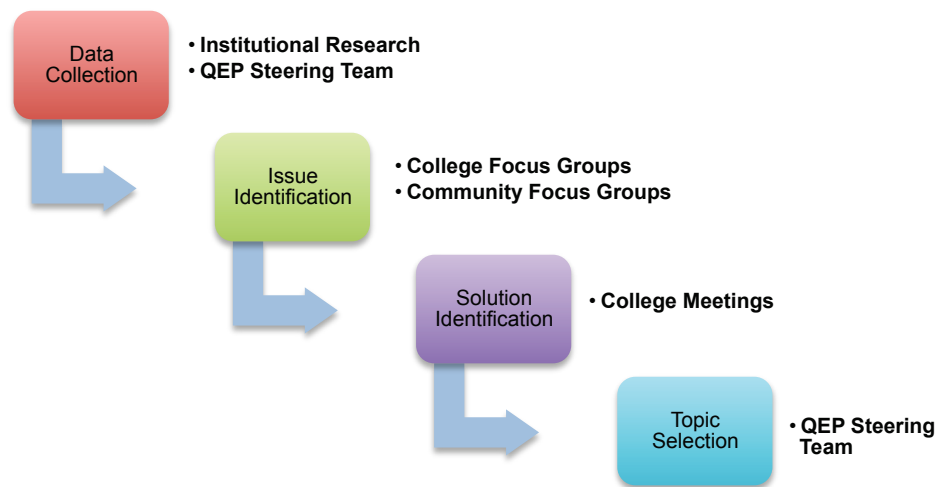 Data
Collection
• Institutional Research
• QEP Steering Team
Issue
Identification
• College Focus Groups
• Community Focus Groups
Solution
Identification
• College Meetings
Topic
Selection
• QEP Steering
Team